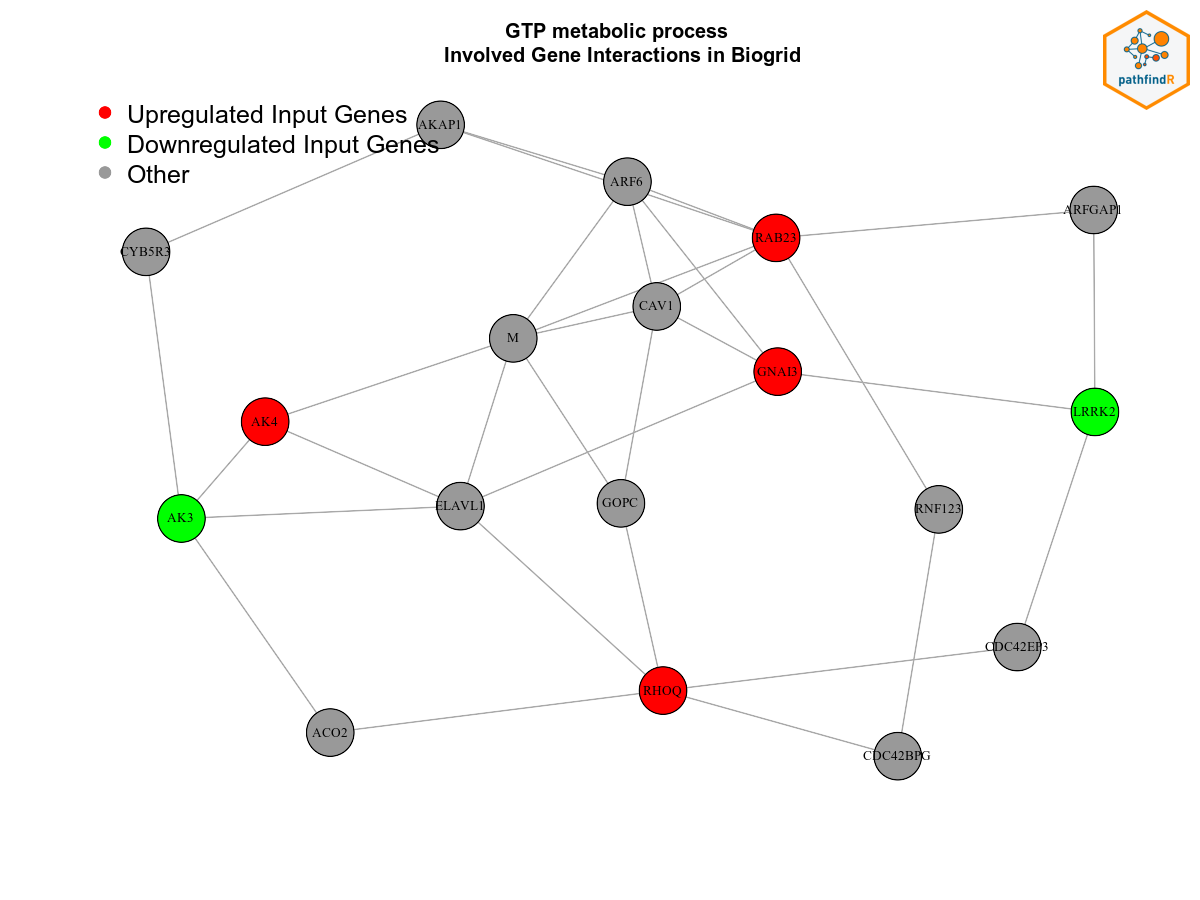 GTP metabolic process
Involved Gene Interactions in Biogrid
pathfindR
Upregulated Input Genes
Downregulated Input Genes
Other
AKAP1
ARF6
ARFGAP1
RAB23
CYB5R3
CAV1
M
GNAI3
LRRK2
AK4
GOPC
ELAVL1
RNF123
AK3
CDC42EP3
RHOQ
ACO2
CDC42BPG